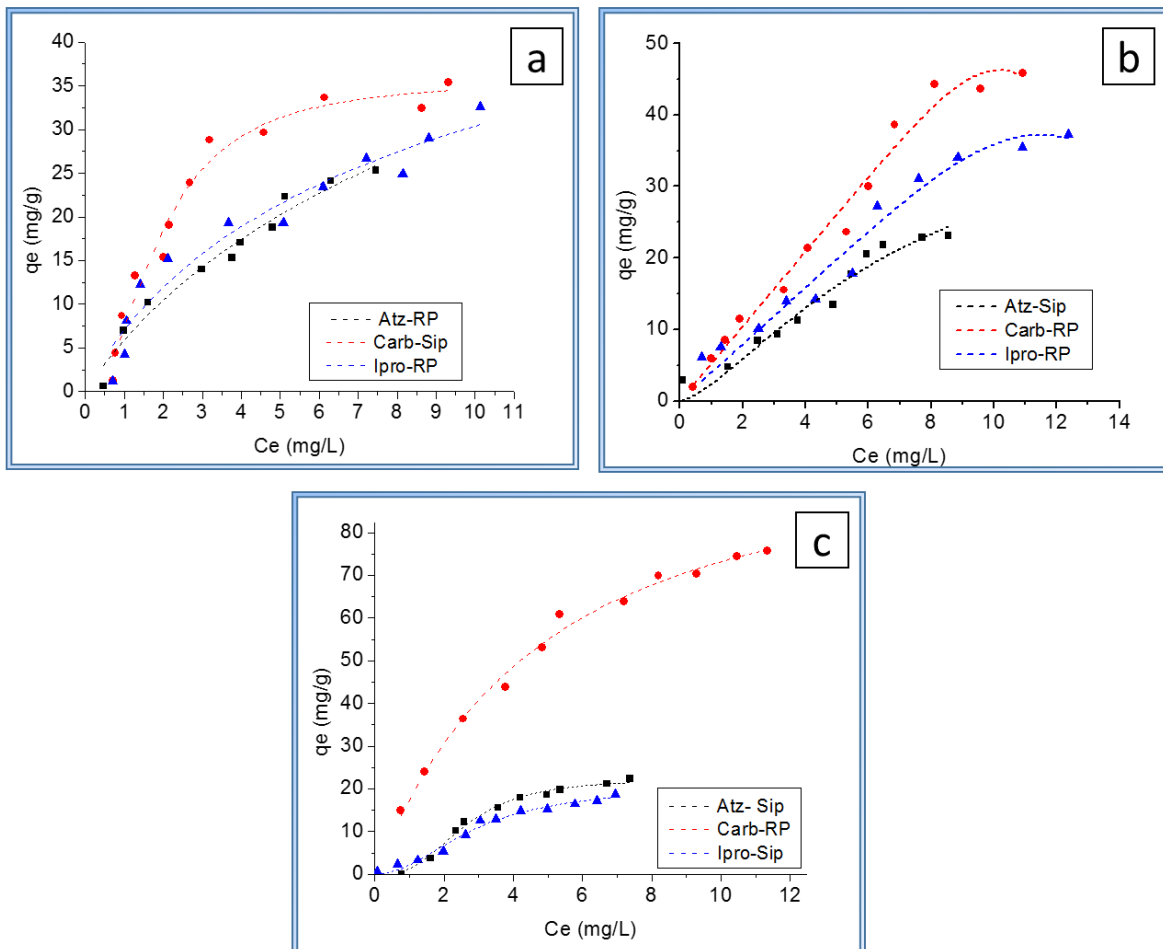 a
40
35
30
25
20
15
10
5
0
qe (mg/g)
Atz-RP
Carb-Sip
Ipro-RP
0 1 2 3 4 5 6 7 8 9 10 11
Ce (mg/L)
b
50
40
30
20
10
0
qe (mg/g)
Atz-Sip
Carb-RP
Ipro-RP
0 2 4 6 8 10 12 14
Ce (mg/L)
c
80
70
60
50
40
30
20
10
0
qe (mg/g)
Atz- Sip
Carb-RP
Ipro-Sip
0 2 4 6 8 10 12
Ce (mg/L)